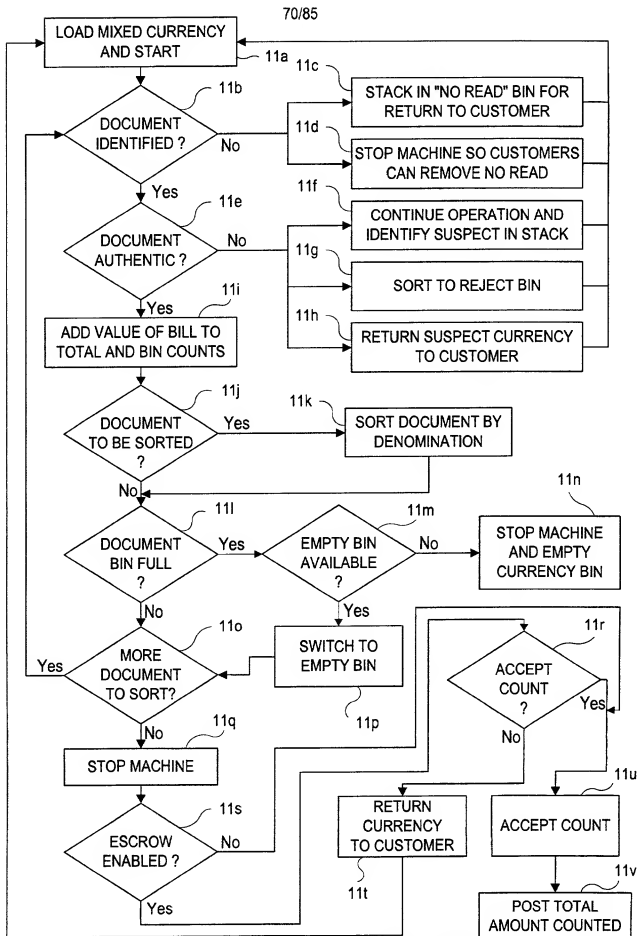 70/85
LOAD MIXED CURRENCY
AND START
11a
11b
DOCUMENT
IDENTIFIED ?
No
Yes
11c
STACK IN "NO READ" BIN FOR
RETURN TO CUSTOMER
11d
STOP MACHINE SO CUSTOMERS
CAN REMOVE NO READ
11e
DOCUMENT
AUTHENTIC ?
No
Yes
11f
CONTINUE OPERATION AND
IDENTIFY SUSPECT IN STACK
11g
SORT TO REJECT BIN
11h
RETURN SUSPECT CURRENCY
TO CUSTOMER
11i
ADD VALUE OF BILL TO
TOTAL AND BIN COUNTS
11j
DOCUMENT
TO BE SORTED
?
Yes
No
11k
SORT DOCUMENT BY
DENOMINATION
11l
DOCUMENT
BIN FULL
?
Yes
No
11m
EMPTY BIN
AVAILABLE
?
No
Yes
11n
STOP MACHINE
AND EMPTY
CURRENCY BIN
11o
MORE
DOCUMENT
TO SORT?
Yes
No
SWITCH TO
EMPTY BIN
11p
11r
ACCEPT
COUNT
?
Yes
No
11q
STOP MACHINE
11s
ESCROW
ENABLED ?
No
Yes
RETURN
CURRENCY
TO CUSTOMER
11t
11u
ACCEPT COUNT
11v
POST TOTAL
AMOUNT COUNTED